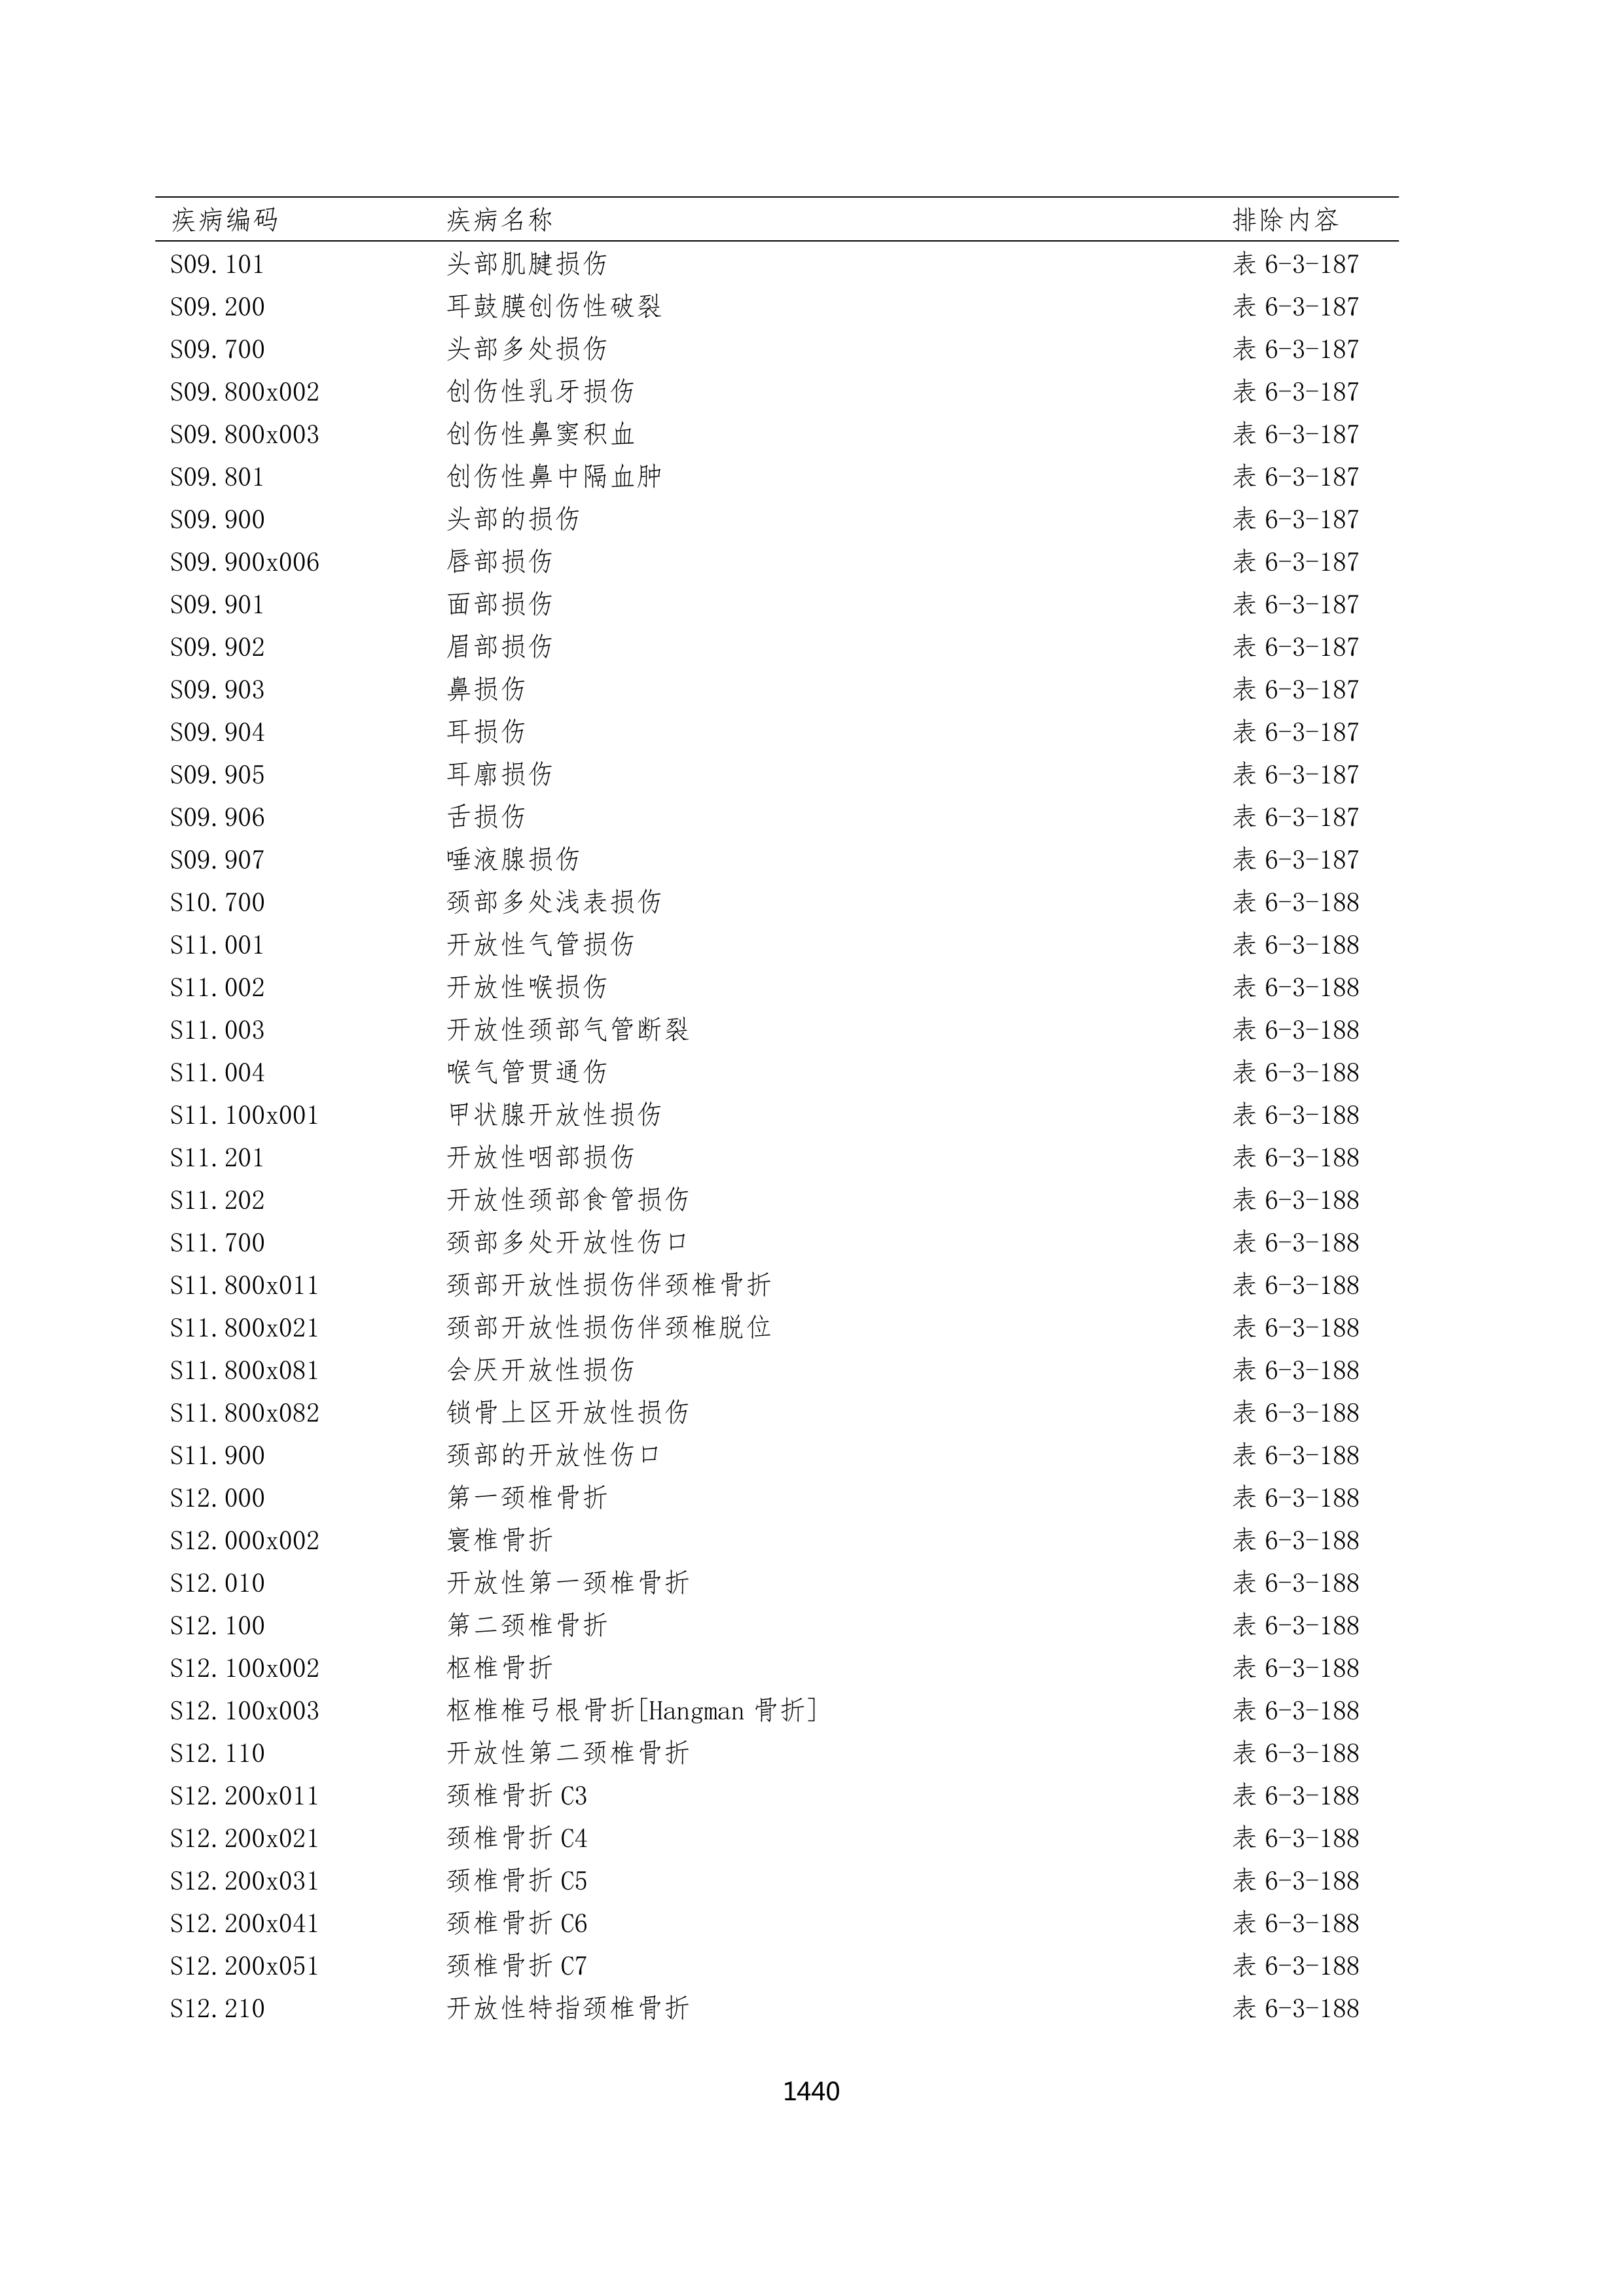 疾病编码 疾病名称 排除内容
S09.101 头部肌腱损伤 表 6-3-187
S09.200 耳鼓膜创伤性破裂 表 6-3-187
S09.700 头部多处损伤 表 6-3-187
S09.800x002 创伤性乳牙损伤 表 6-3-187
S09.800x003 创伤性鼻窦积血 表 6-3-187
S09.801 创伤性鼻中隔血肿 表 6-3-187
S09.900 头部的损伤 表 6-3-187
S09.900x006 唇部损伤 表 6-3-187
S09.901 面部损伤 表 6-3-187
S09.902 眉部损伤 表 6-3-187
S09.903 鼻损伤 表 6-3-187
S09.904 耳损伤 表 6-3-187
S09.905 耳廓损伤 表 6-3-187
S09.906 舌损伤 表 6-3-187
S09.907 唾液腺损伤 表 6-3-187
S10.700 颈部多处浅表损伤 表 6-3-188
S11.001 开放性气管损伤 表 6-3-188
S11.002 开放性喉损伤 表 6-3-188
S11.003 开放性颈部气管断裂 表 6-3-188
S11.004 喉气管贯通伤 表 6-3-188
S11.100x001 甲状腺开放性损伤 表 6-3-188
S11.201 开放性咽部损伤 表 6-3-188
S11.202 开放性颈部食管损伤 表 6-3-188
S11.700 颈部多处开放性伤口 表 6-3-188
S11.800x011 颈部开放性损伤伴颈椎骨折 表 6-3-188
S11.800x021 颈部开放性损伤伴颈椎脱位 表 6-3-188
S11.800x081 会厌开放性损伤 表 6-3-188
S11.800x082 锁骨上区开放性损伤 表 6-3-188
S11.900 颈部的开放性伤口 表 6-3-188
S12.000 第一颈椎骨折 表 6-3-188
S12.000x002 寰椎骨折 表 6-3-188
S12.010 开放性第一颈椎骨折 表 6-3-188
S12.100 第二颈椎骨折 表 6-3-188
S12.100x002 枢椎骨折 表 6-3-188
S12.100x003 枢椎椎弓根骨折[Hangman 骨折] 表 6-3-188
S12.110 开放性第二颈椎骨折 表 6-3-188
S12.200x011 颈椎骨折 C3 表 6-3-188
S12.200x021 颈椎骨折 C4 表 6-3-188
S12.200x031 颈椎骨折 C5 表 6-3-188
S12.200x041 颈椎骨折 C6 表 6-3-188
S12.200x051 颈椎骨折 C7 表 6-3-188
S12.210 开放性特指颈椎骨折 表 6-3-188
1440